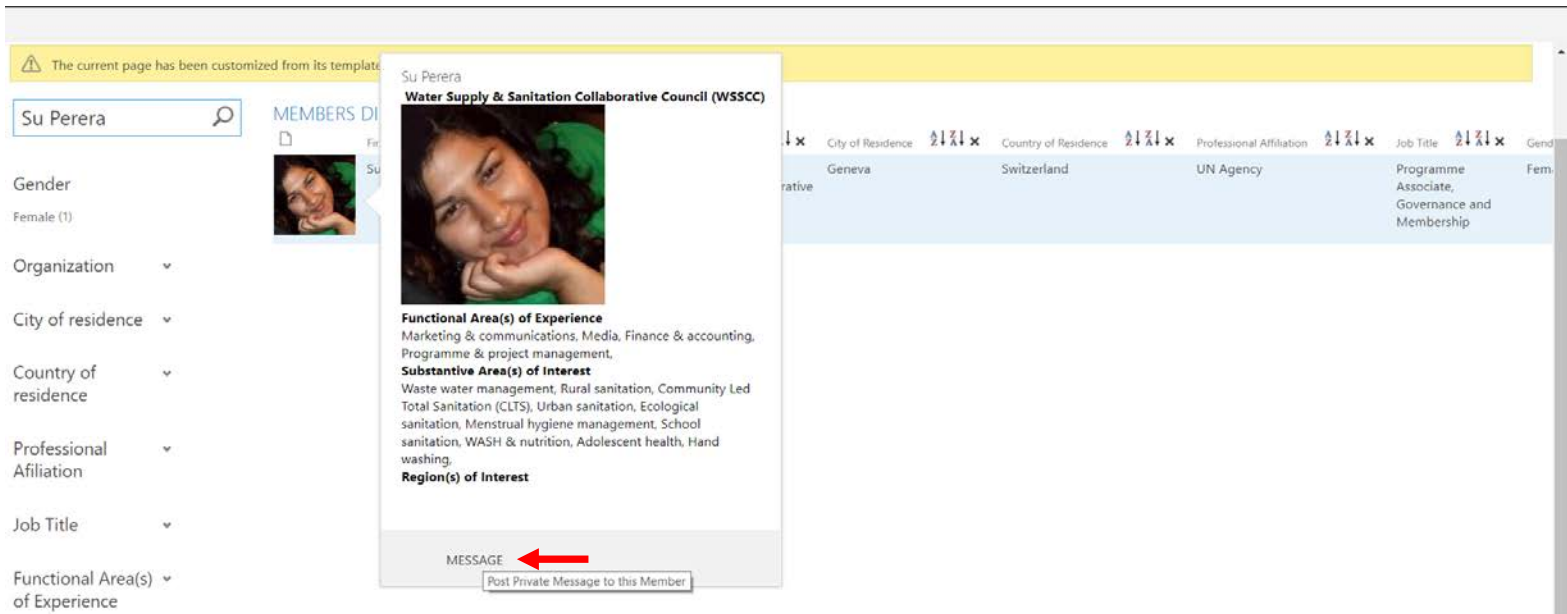 The current page has been customized from its template
Su Perera
Gender
Female (1)
Organization
City of residence
Country of
residence
Professional
Afiliation
Job Title
Functional Area(s)
of Experience
MEMBERS DI
City of Residence
Country of Residence
Professional Affiliation
Job Title
Gend
Su
rative
Geneva
Switzerland
UN Agency
Programme
Associate,
Governance and
Membership
Fem
Su Perera
Water Supply & Sanitation Collaborative Council (WSSCC)
Functional Area(s) of Experience
Marketing & communications, Media, Finance & accounting,
Programme & project management,
Substantive Area(s) of Interest
Waste water management, Rural sanitation, Community Led
Total Sanitation (CLTS), Urban sanitation, Ecological
sanitation, Menstrual hygiene management, School
sanitation, WASH & nutrition, Adolescent health, Hand
washing,
Region(s) of Interest
MESSAGE
Post Private Message to this Member